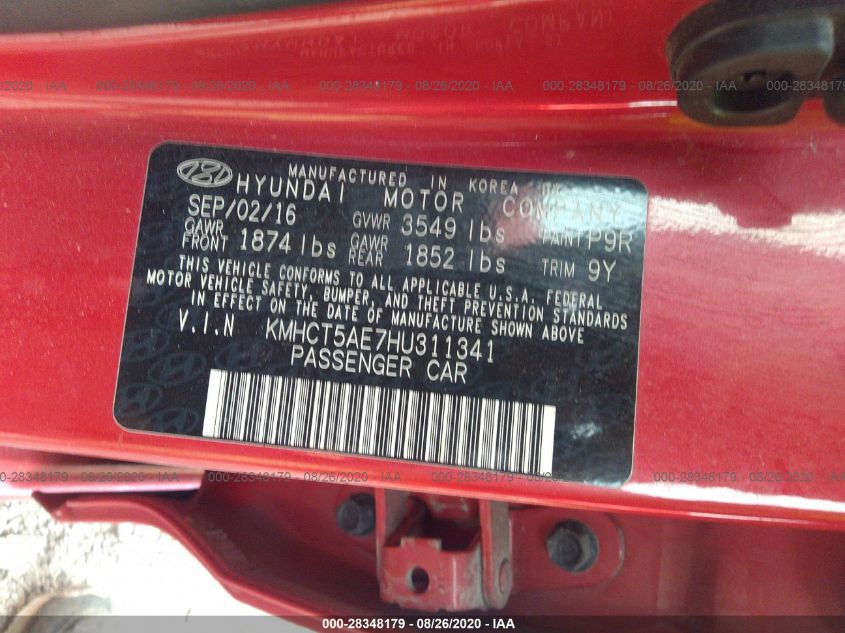 MANUFACTURED IN KOREA BY
HYUNDAI MOTOR COMPANY
SEP/02/16 GVWR 3549 lbs PAINT P9R
GAWR FRONT 1874 lbs GAWR REAR 1852 lbs TRIM 9Y
THIS VEHICLE CONFORMS TO ALL APPLICABLE U.S.A. FEDERAL
MOTOR VEHICLE SAFETY, BUMPER, AND THEFT PREVENTION STANDARDS
IN EFFECT ON THE DATE OF MANUFACTURE SHOWN ABOVE
V.I.N KMHCT5AE7HU311341
PASSENGER CAR
000-28348179 - 08/26/2020 - IAA